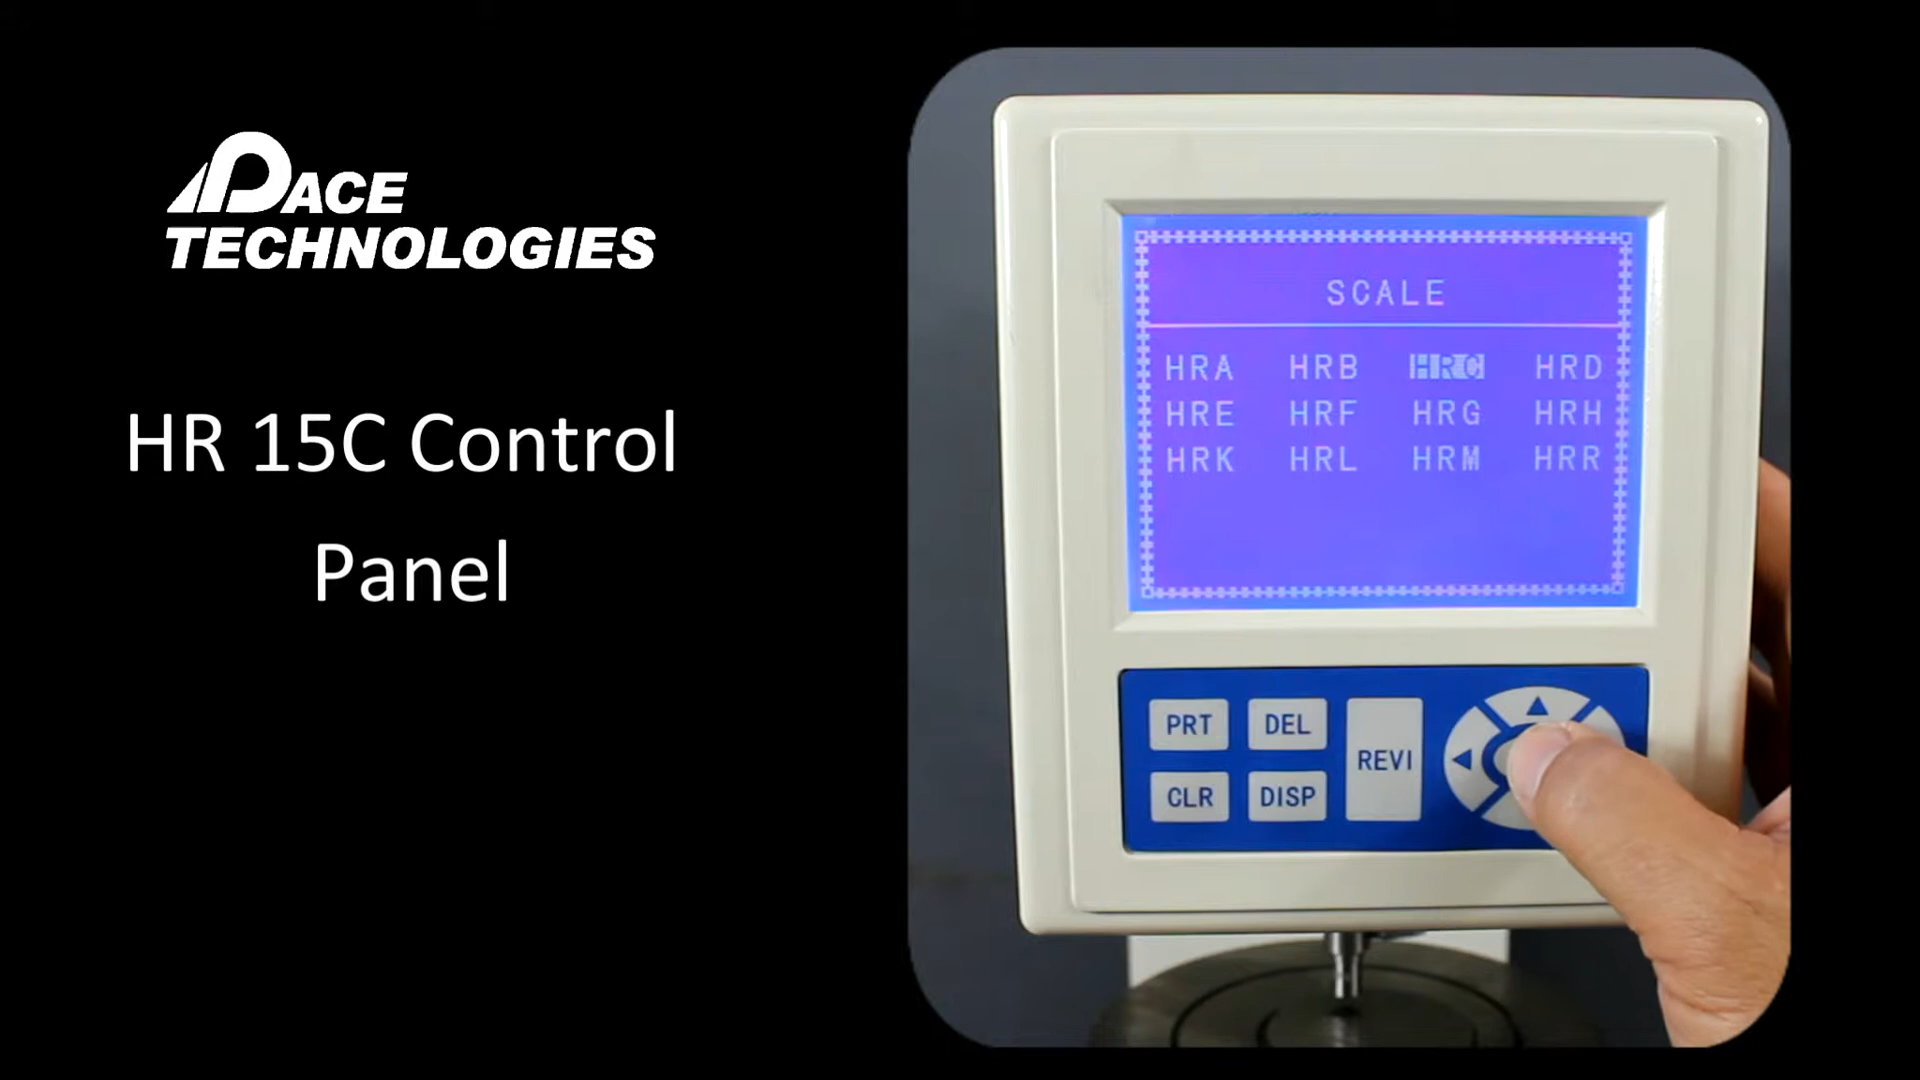 PACE
TECHNOLOGIES
HR 15C Control
Panel
SCALE
HRA HRB HRC HRD
HRE HRF HRG HRH
HRK HRL HRM HRR
PRT DEL
REVI
CLR DISP